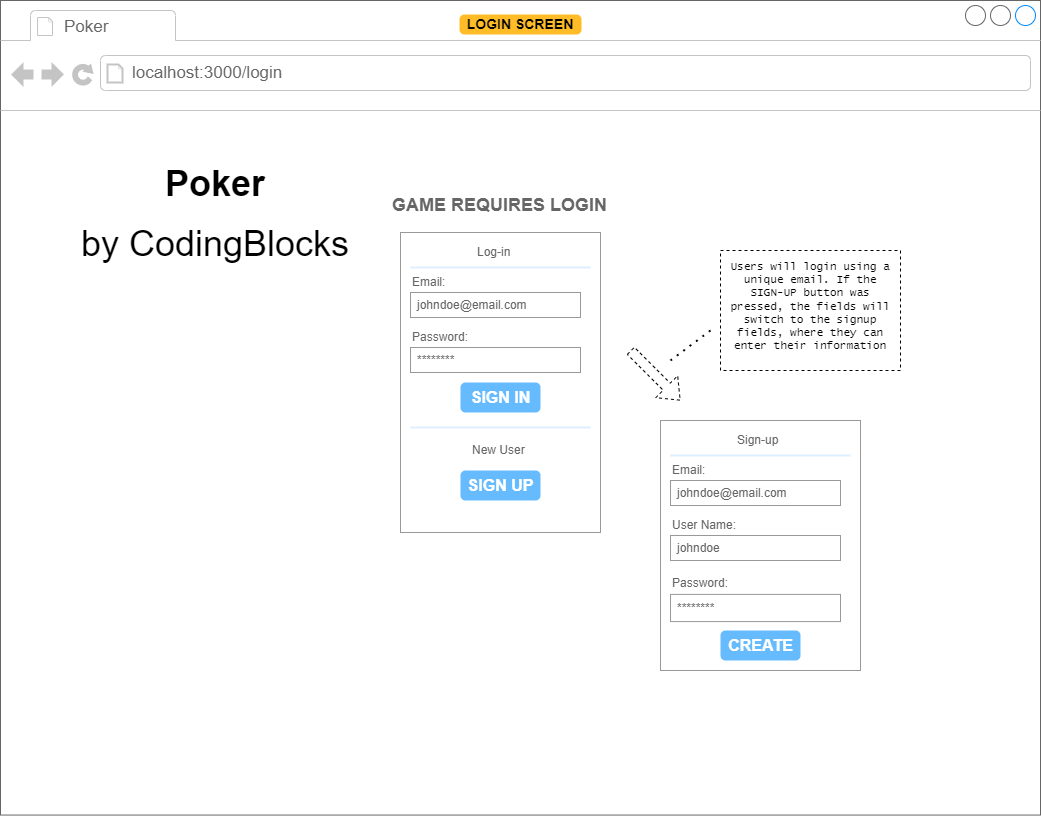 Poker
LOGIN SCREEN
localhost:3000/login
Poker
by CodingBlocks
GAME REQUIRES LOGIN
Log-in
Email:
johndoe@email.com
Password:
********
SIGN IN
New User
SIGN UP
Users will login using a
unique email. If the
SIGN-UP button was
pressed, the fields will
switch to the signup
fields, where they can
enter their information
Sign-up
Email:
johndoe@email.com
User Name:
johndoe
Password:
********
CREATE